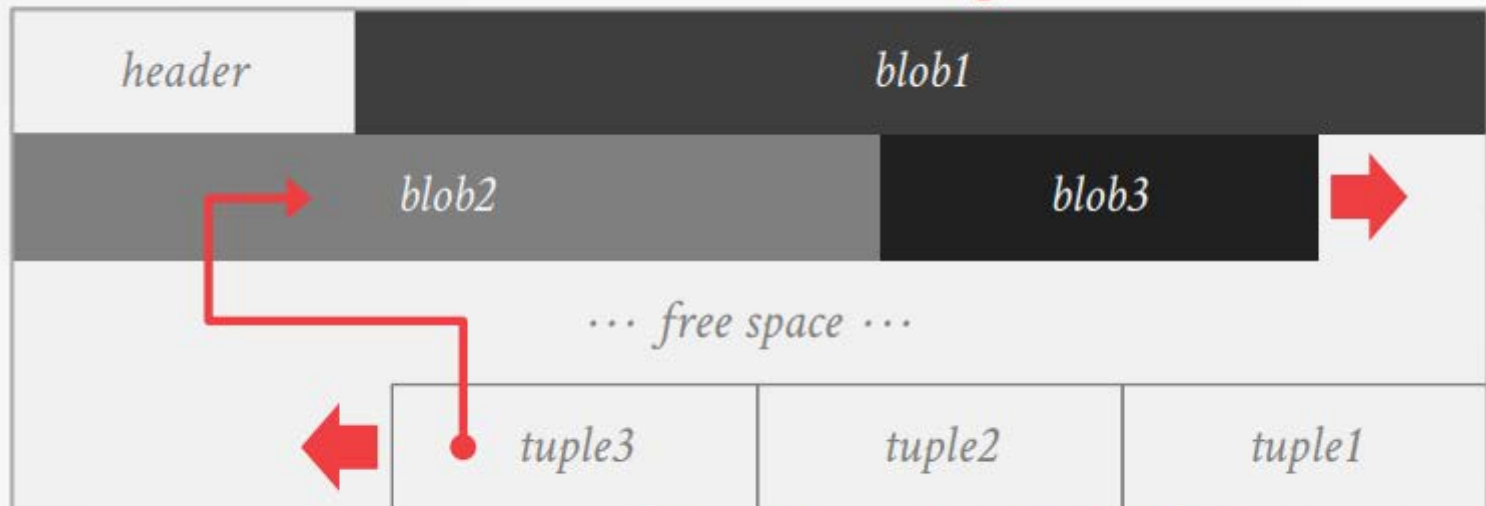 header blob1
blob2 blob3
··· free space ···
tuple3 tuple2 tuple1